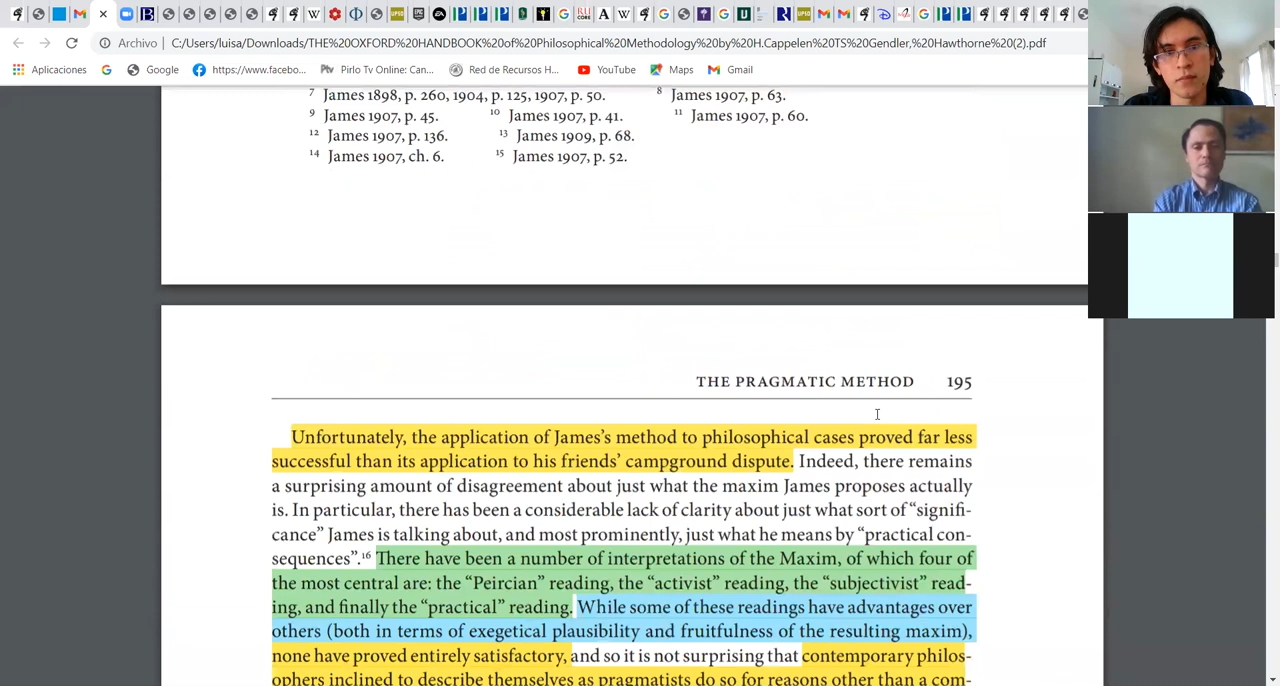 Archivo
C:/Users/luisa/Downloads/THE%20OXFORD%20HANDBOOK%20of%20Philosophical%20Methodology%20by%20H.Cappelen%20TS%20Gendler,%20Hawthorne%20(2).pdf
Aplicaciones
Google
https://www.facebo...
Pirlo Tv Online: Can...
Red de Recursos H...
YouTube
Maps
Gmail
7 James 1898, p. 260, 1904, p. 125, 1907, p. 50. 8 James 1907, p. 63.
9 James 1907, p. 45. 10 James 1907, p. 41. 11 James 1907, p. 60.
12 James 1907, p. 136. 13 James 1909, p. 68.
14 James 1907, ch. 6. 15 James 1907, p. 52.
THE PRAGMATIC METHOD 195
Unfortunately, the application of James's method to philosophical cases proved far less
successful than its application to his friends' campground dispute. Indeed, there remains
a surprising amount of disagreement about just what the maxim James proposes actually
is. In particular, there has been a considerable lack of clarity about just what sort of “signifi-
cance” James is talking about, and most prominently, just what he means by “practical con-
sequences”.16 There have been a number of interpretations of the Maxim, of which four of
the most central are: the “Peircian” reading, the “activist” reading, the “subjectivist” read-
ing, and finally the “practical” reading. While some of these readings have advantages over
others (both in terms of exegetical plausibility and fruitfulness of the resulting maxim),
none have proved entirely satisfactory, and so it is not surprising that contemporary philos-
ophers inclined to describe themselves as pragmatists do so for reasons other than a com-